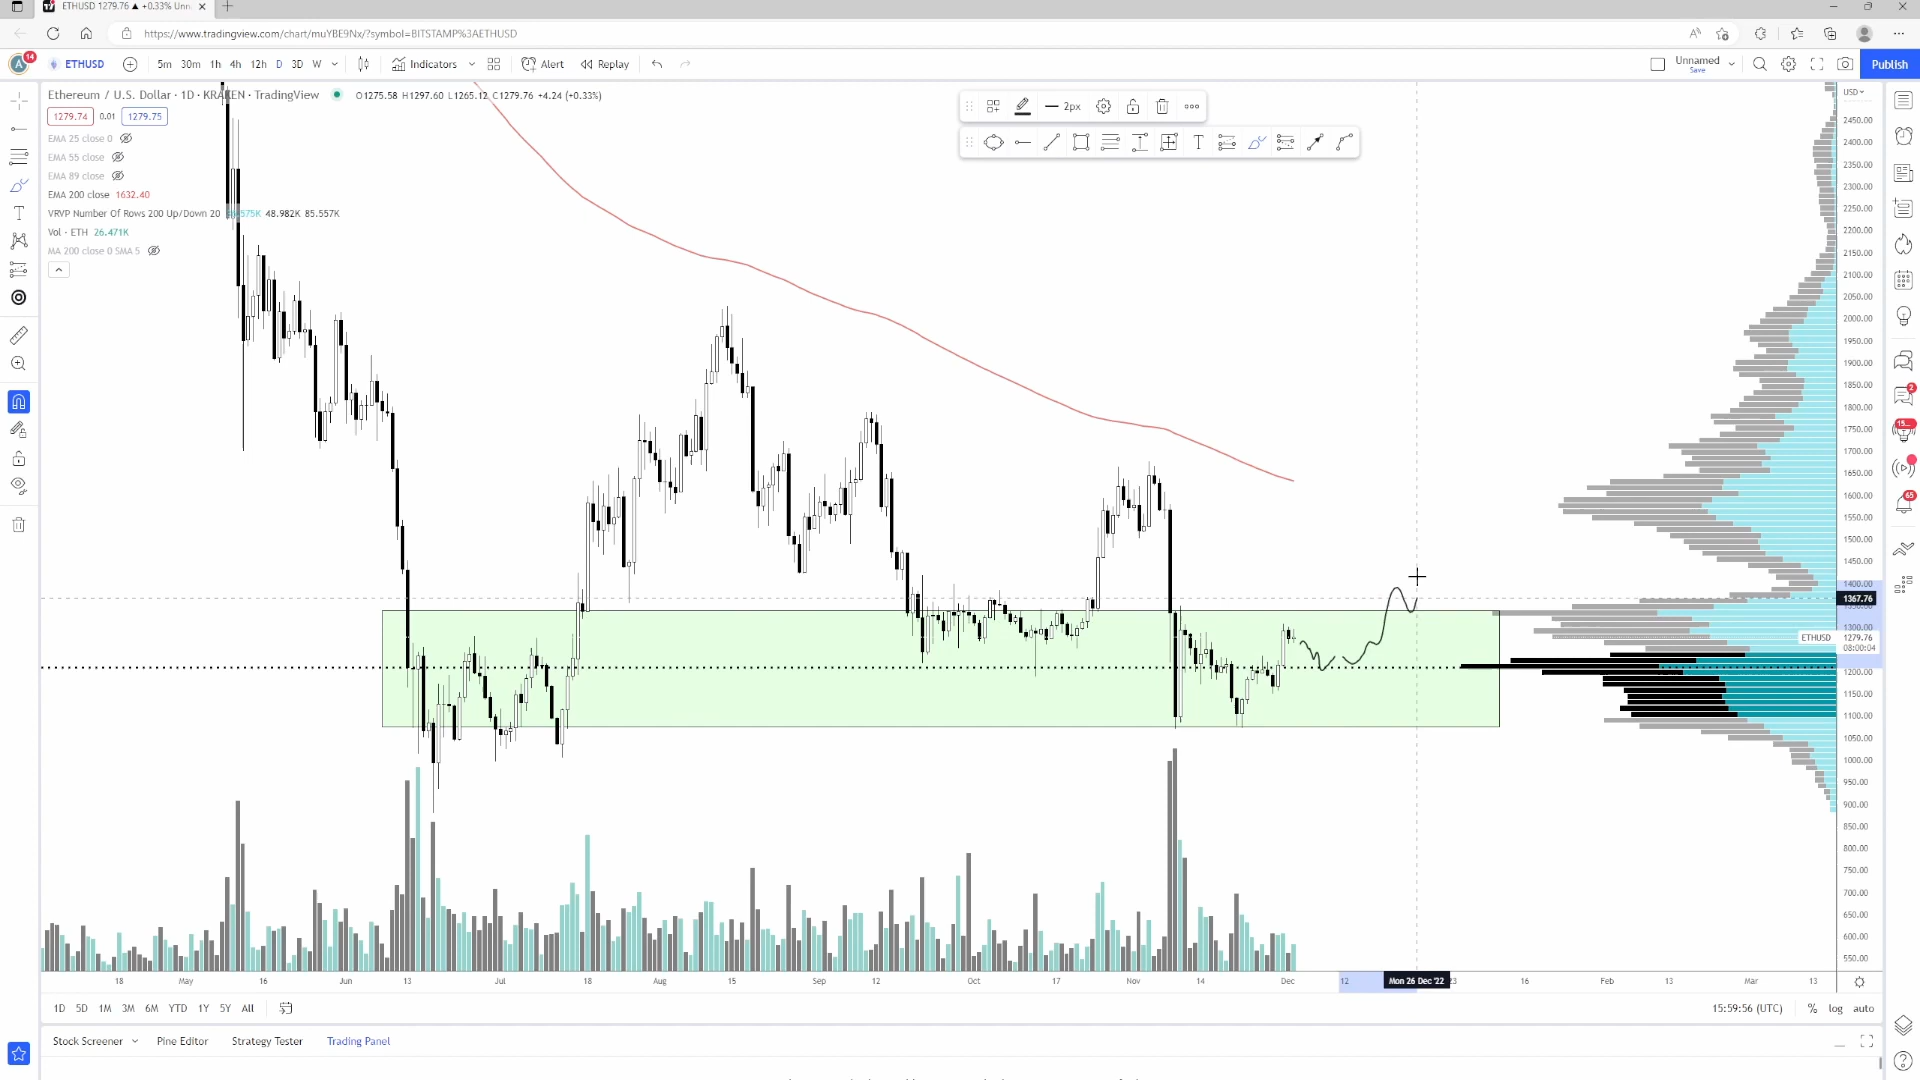 ETHUSD 1279.76 ▲ +0.33% Unn
https://www.tradingview.com/chart/muYBE9Nx/?symbol=BITSTAMP%3AETHUSD
14
ETHUSD 5m 30m 1h 4h 12h D 3D W Indicators Alert Replay Unnamed Save Publish
Ethereum / U.S. Dollar · 1D · KRAKEN · TradingView O1275.58 H1297.60 L1265.12 C1279.76 +4.24 (+0.33%)
1279.74 0.01 1279.75
EMA 25 close 0
EMA 55 close
EMA 89 close
EMA 200 close 1632.40
VRVP Number Of Rows 200 Up/Down 20 48.982K 85.557K
Vol · ETH 26.471K
MA 200 close 0 SMA 5
2px
USD
2450.00
2400.00
2350.00
2300.00
2250.00
2200.00
2150.00
2100.00
2050.00
2000.00
1950.00
1900.00
1850.00
1800.00
1750.00
1700.00
1650.00
1600.00
1550.00
1500.00
1450.00
1400.00
1367.76
1300.00
ETHUSD 1279.76
08:00:04
1200.00
1150.00
1100.00
1050.00
1000.00
950.00
900.00
850.00
800.00
750.00
700.00
650.00
600.00
550.00
2
15...
65
18 May 16 Jun 13 Jul 18 Aug 15 Sep 12 Oct 17 Nov 14 Dec 12 Mon 26 Dec '22 16 Feb 13 Mar 13
1D 5D 1M 3M 6M YTD 1Y 5Y All 15:59:56 (UTC) % log auto
Stock Screener Pine Editor Strategy Tester Trading Panel